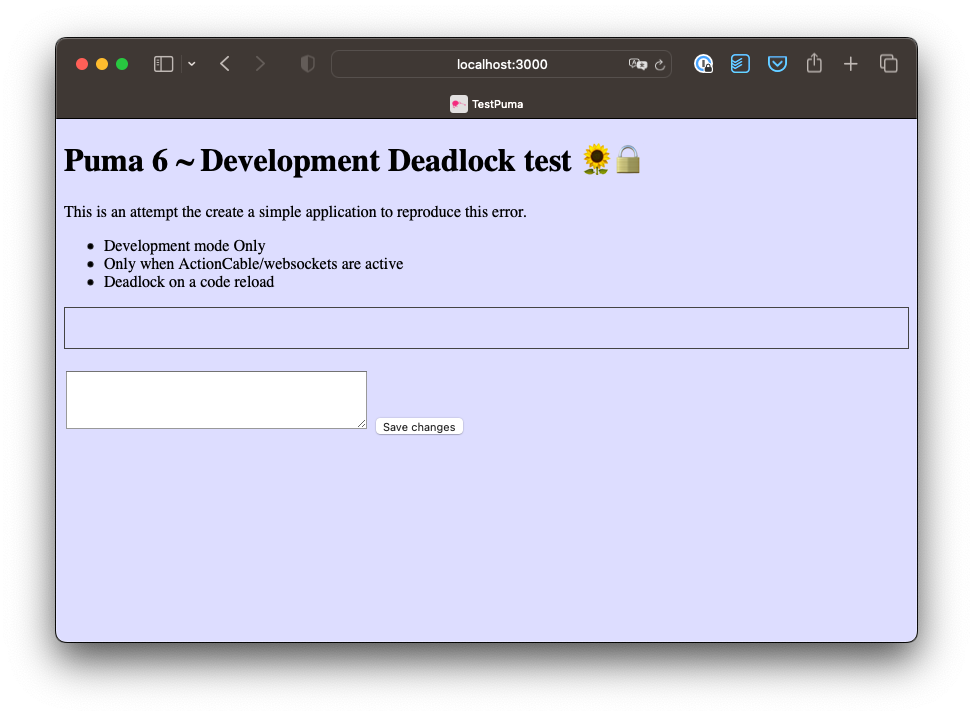 localhost:3000
TestPuma
Puma 6 ~ Development Deadlock test 🌻🔒
This is an attempt the create a simple application to reproduce this error.
• Development mode Only
• Only when ActionCable/websockets are active
• Deadlock on a code reload
Save changes